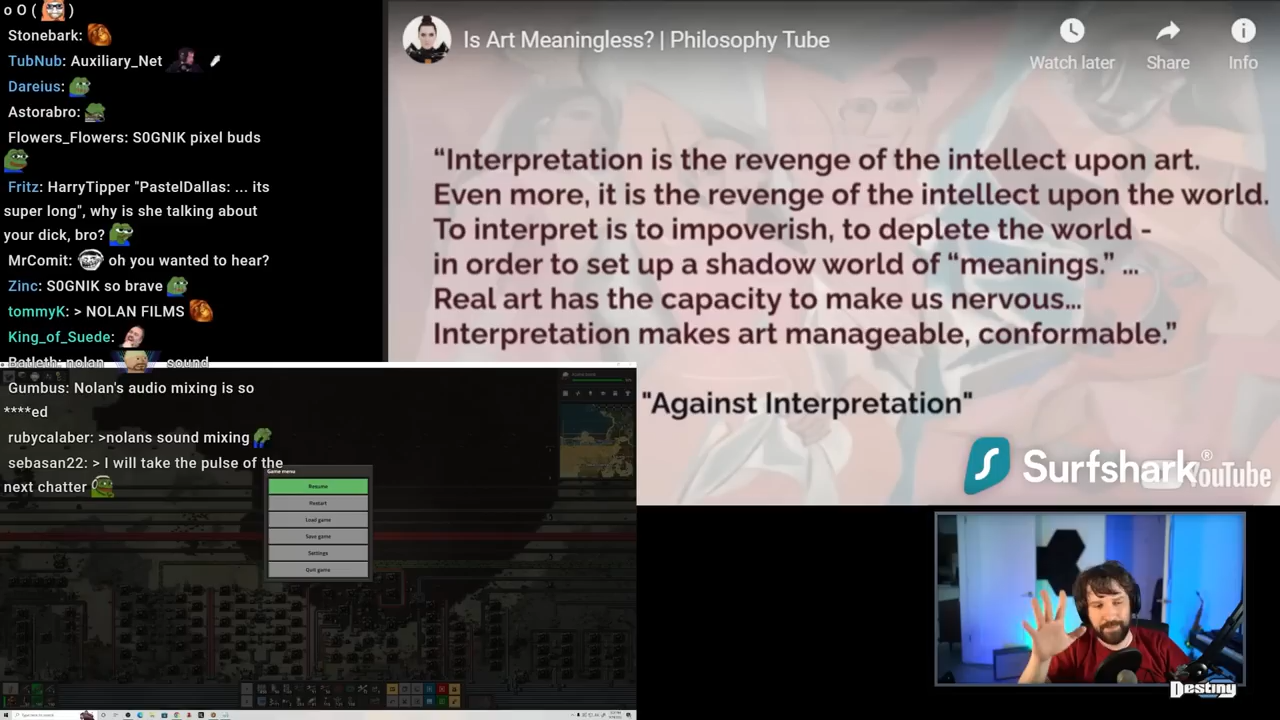 o O ( )
Stonebark:
TubNub: Auxiliary_Net
Dareius:
Astorabro:
Flowers_Flowers: S0GNIK pixel buds
Fritz: HarryTipper "PastelDallas: ... its
super long", why is she talking about
your dick, bro?
MrComit: oh you wanted to hear?
Zinc: S0GNIK so brave
tommyK: > NOLAN FILMS
King_of_Suede:
Batleth: nolan sound
Gumbus: Nolan's audio mixing is so
****ed
rubycalaber: >nolans sound mixing
sebasan22: > I will take the pulse of the
next chatter
Is Art Meaningless? | Philosophy Tube
Watch later
Share
Info
“Interpretation is the revenge of the intellect upon art.
Even more, it is the revenge of the intellect upon the world.
To interpret is to impoverish, to deplete the world -
in order to set up a shadow world of “meanings.” ...
Real art has the capacity to make us nervous...
Interpretation makes art manageable, conformable.”
"Against Interpretation"
Surfshark®
YouTube
Game menu
Resume
Restart
Load game
Save game
Settings
Quit game
Destiny